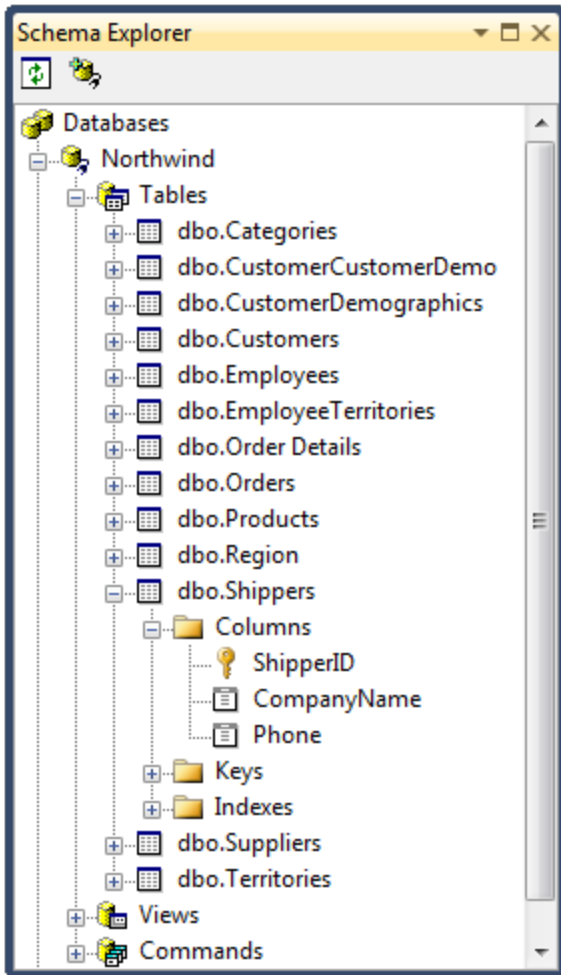 Schema Explorer
Databases
Northwind
Tables
dbo.Categories
dbo.CustomerCustomerDemo
dbo.CustomerDemographics
dbo.Customers
dbo.Employees
dbo.EmployeeTerritories
dbo.Order Details
dbo.Orders
dbo.Products
dbo.Region
dbo.Shippers
Columns
ShipperID
CompanyName
Phone
Keys
Indexes
dbo.Suppliers
dbo.Territories
Views
Commands